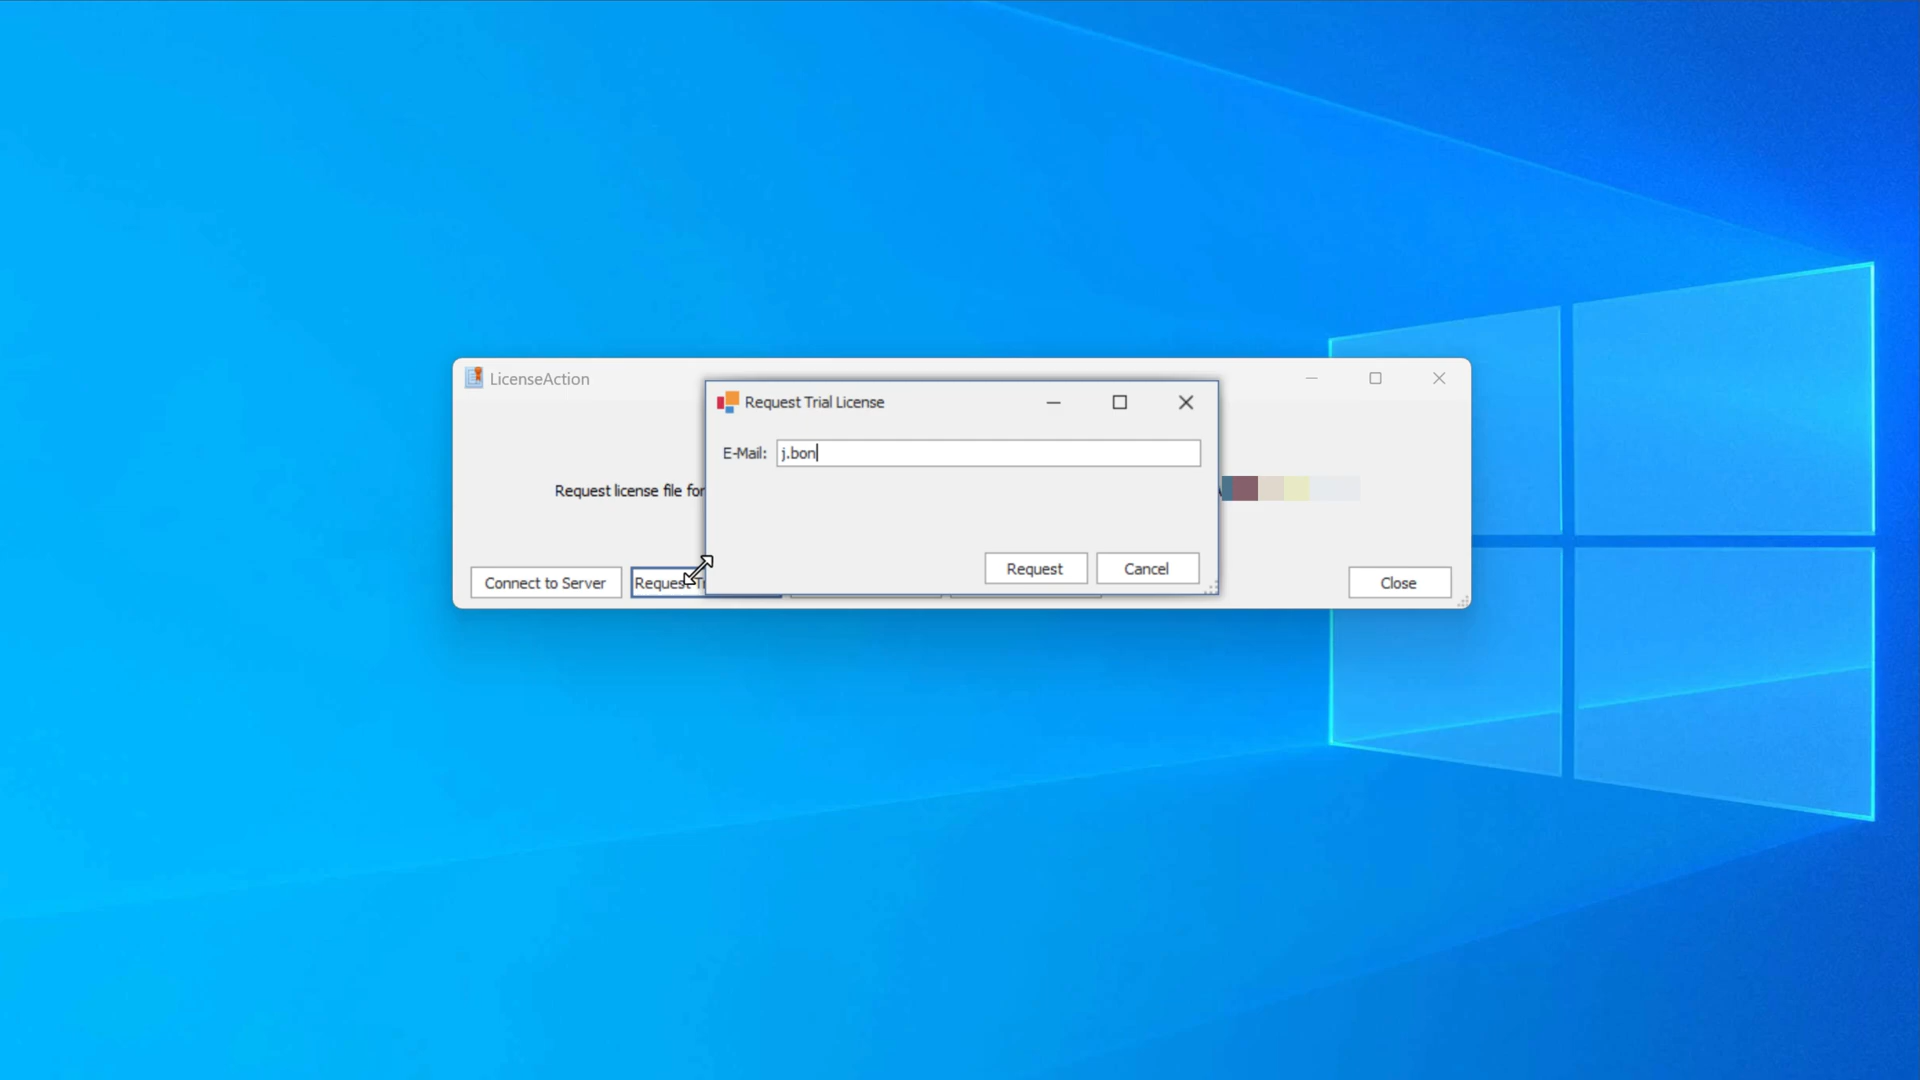 LicenseAction
Request Trial License
E-Mail: j.bon
Request license file for
Request
Cancel
Connect to Server
Close